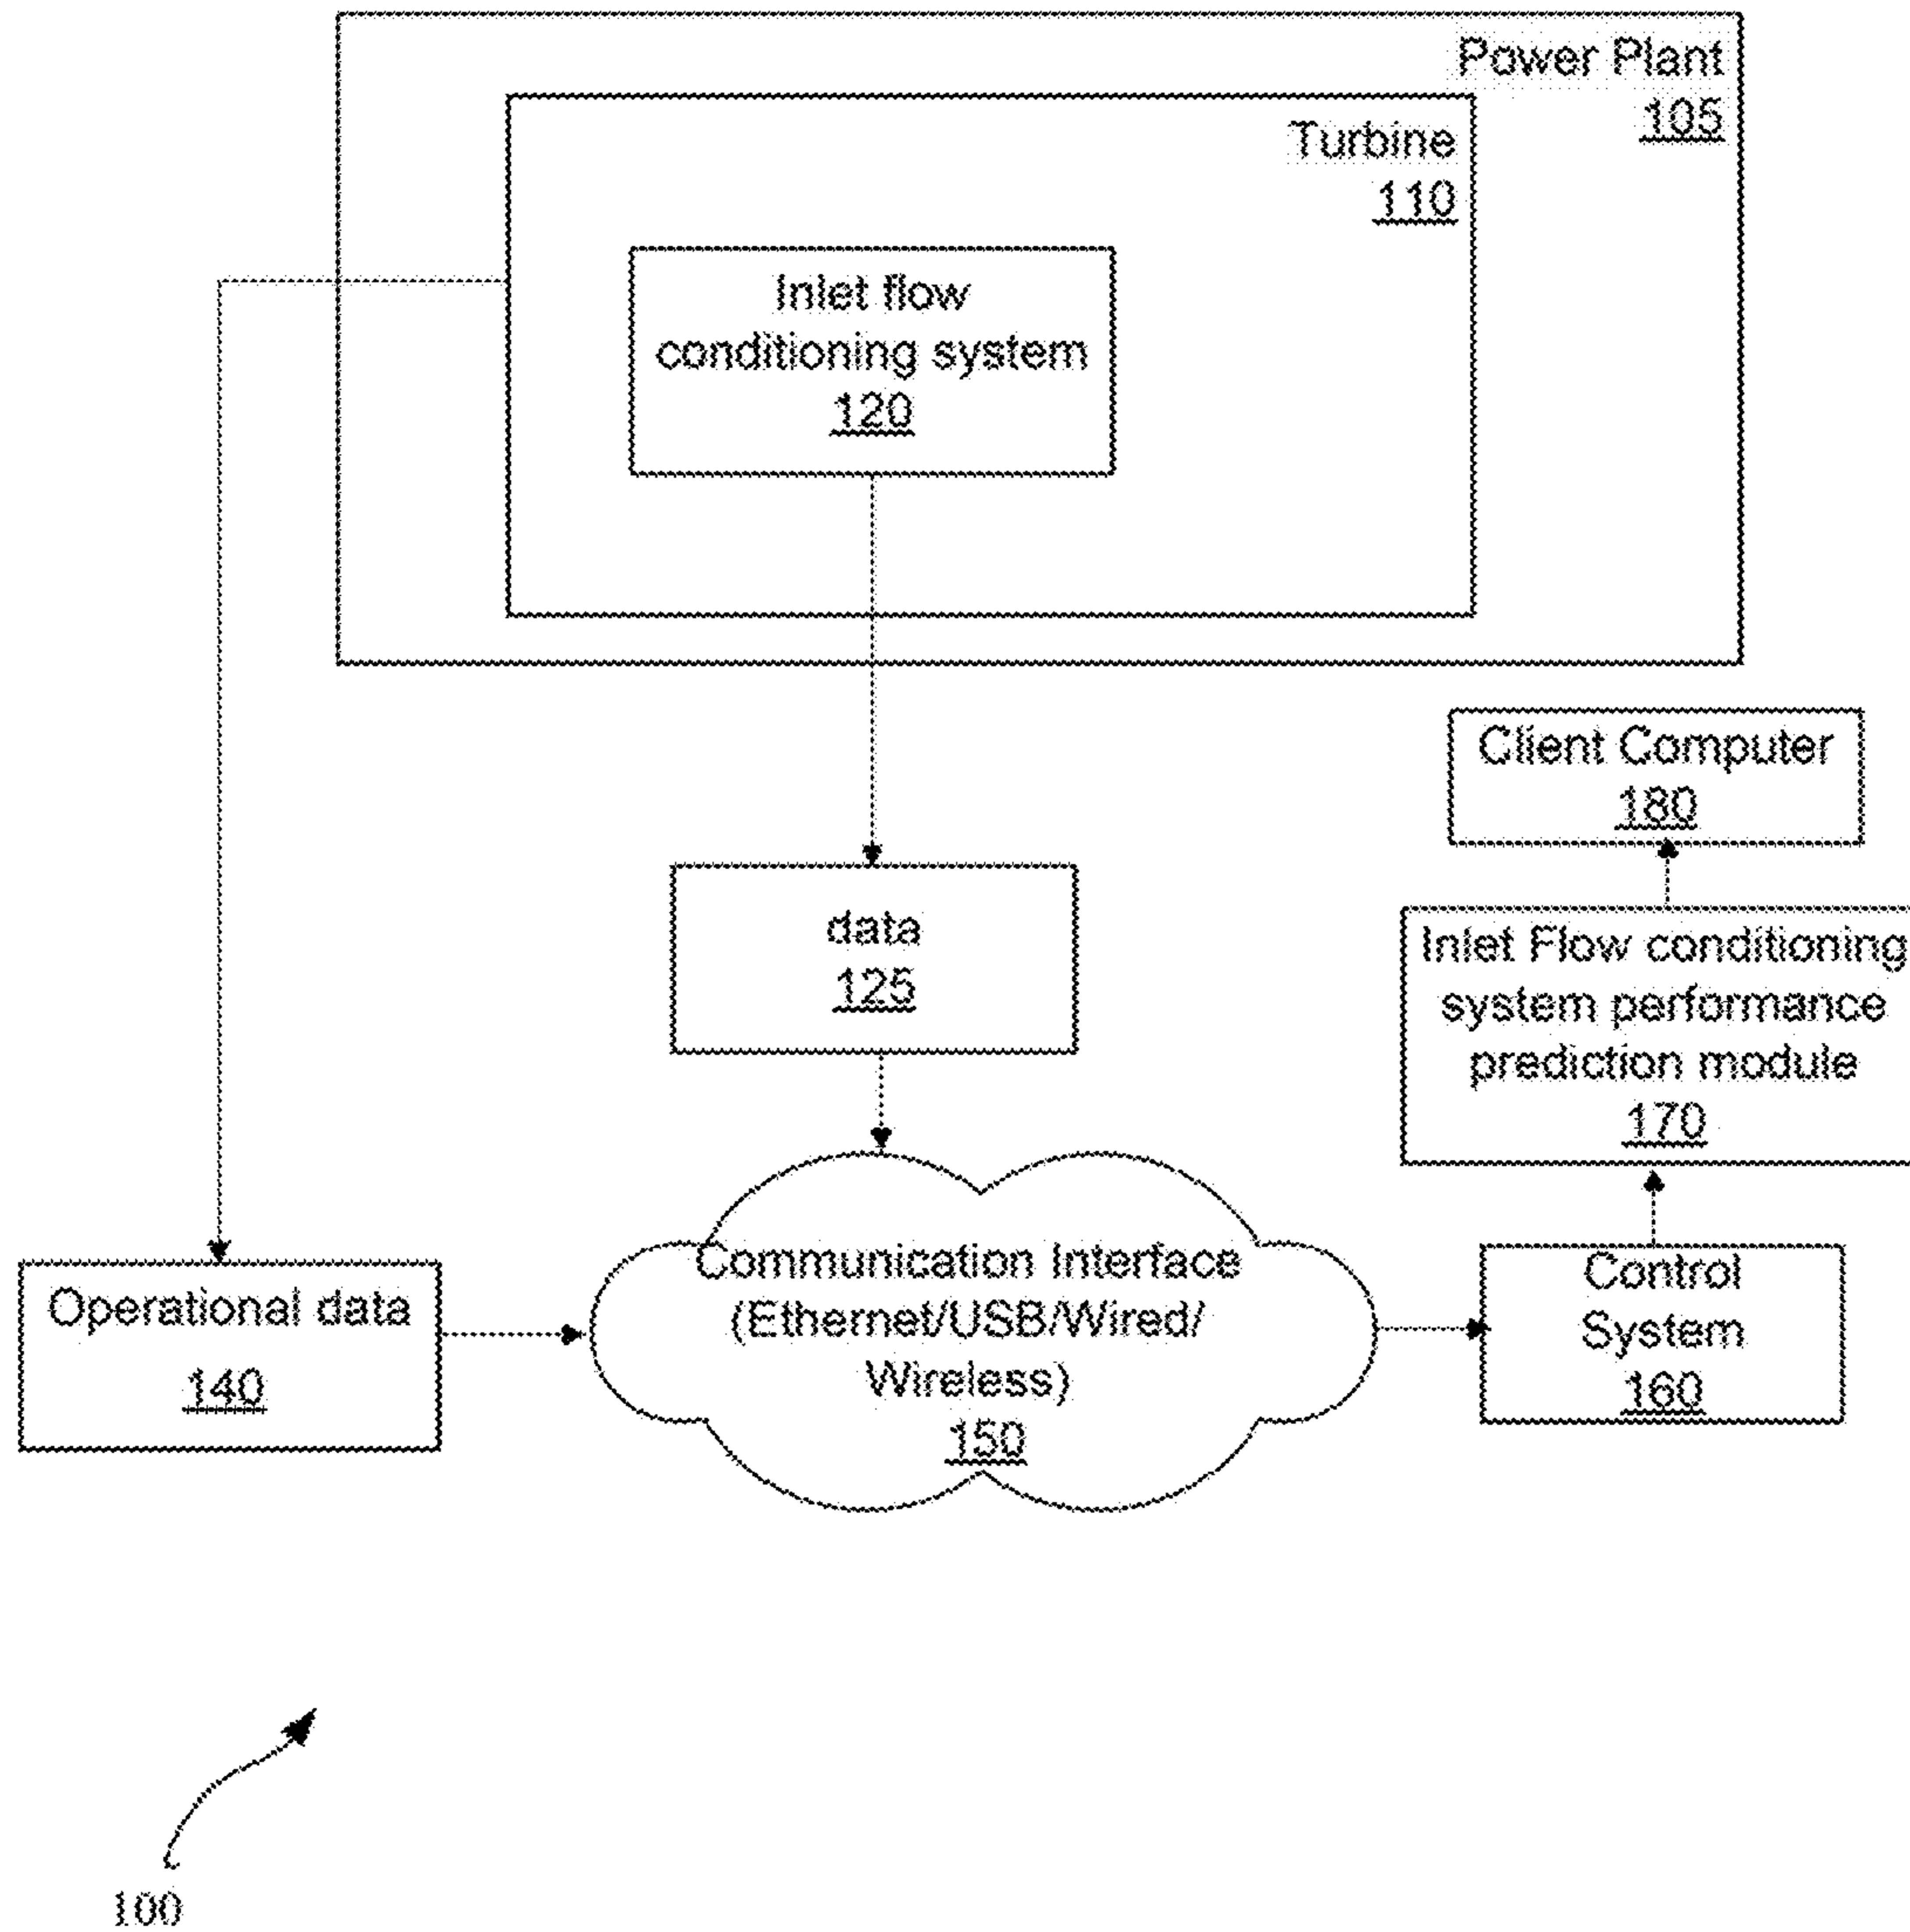 Power Plant
105
Turbine
110
Inlet flow
conditioning system
120
Client Computer
180
data
125
Inlet Flow conditioning
system performance
prediction module
170
Operational data
140
Communication Interface
(Ethernet/USB/Wired/
Wireless)
150
Control
System
160
100